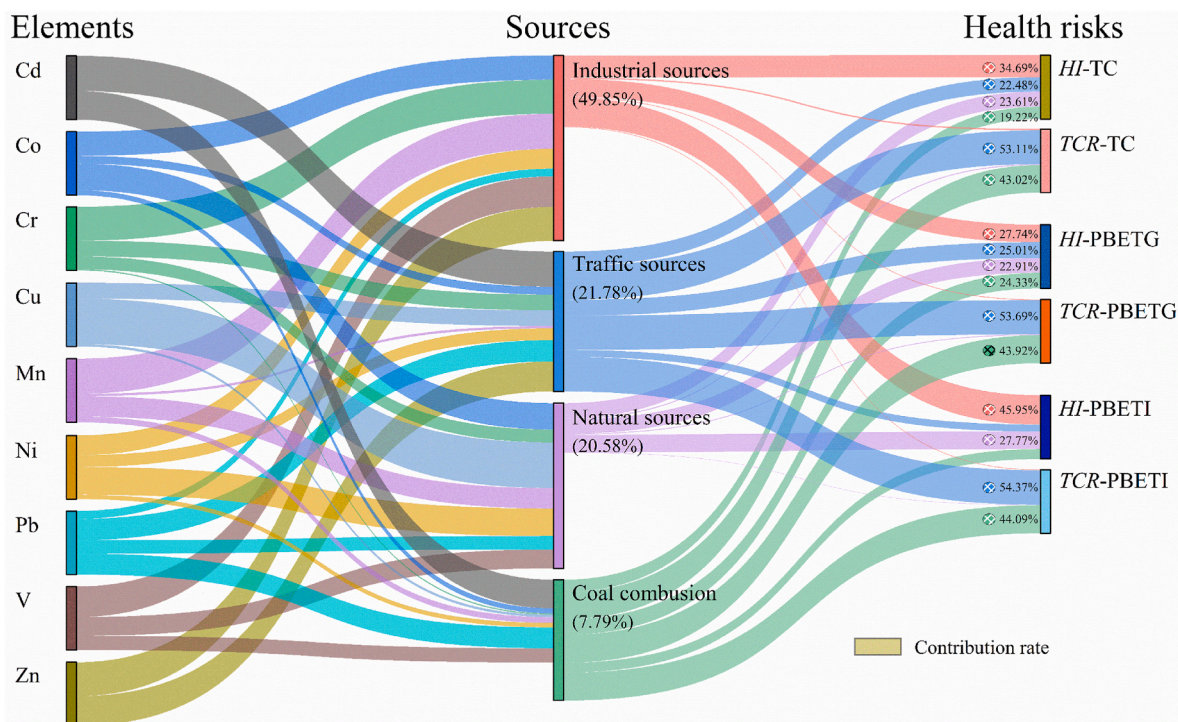 Elements
Sources
Health risks
Cd
Co
Cr
Cu
Mn
Ni
Pb
V
Zn
Industrial sources
(49.85%)
Traffic sources
(21.78%)
Natural sources
(20.58%)
Coal combusion
(7.79%)
34.69%
22.48%
23.61%
19.22%
HI-TC
53.11%
43.02%
TCR-TC
27.74%
25.01%
22.91%
24.33%
HI-PBETG
53.69%
43.92%
TCR-PBETG
45.95%
27.77%
HI-PBETI
54.37%
44.09%
TCR-PBETI
Contribution rate